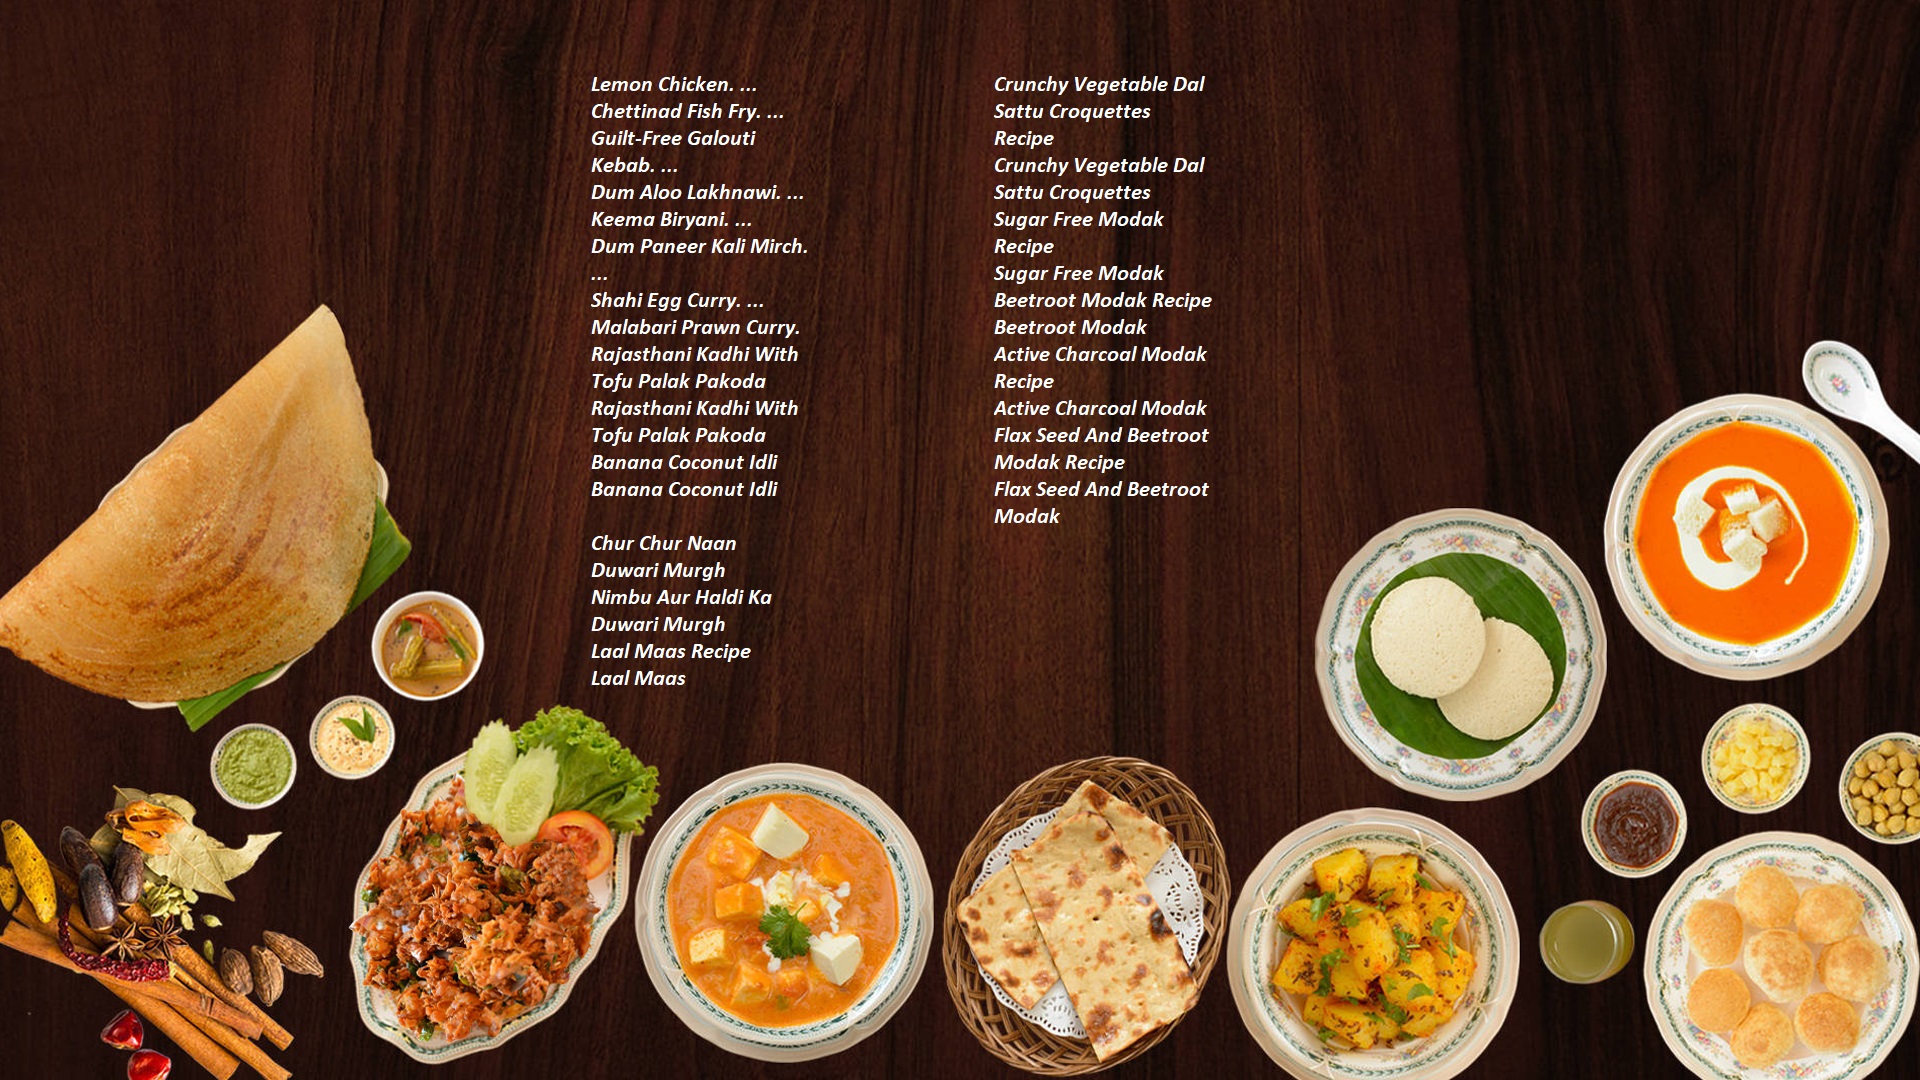 Lemon Chicken. ...
Chettinad Fish Fry. ...
Guilt-Free Galouti
Kebab. ...
Dum Aloo Lakhnawi. ...
Keema Biryani. ...
Dum Paneer Kali Mirch.
...
Shahi Egg Curry. ...
Malabari Prawn Curry.
Rajasthani Kadhi With
Tofu Palak Pakoda
Rajasthani Kadhi With
Tofu Palak Pakoda
Banana Coconut Idli
Banana Coconut Idli
Chur Chur Naan
Duwari Murgh
Nimbu Aur Haldi Ka
Duwari Murgh
Laal Maas Recipe
Laal Maas
Crunchy Vegetable Dal
Sattu Croquettes
Recipe
Crunchy Vegetable Dal
Sattu Croquettes
Sugar Free Modak
Recipe
Sugar Free Modak
Beetroot Modak Recipe
Beetroot Modak
Active Charcoal Modak
Recipe
Active Charcoal Modak
Flax Seed And Beetroot
Modak Recipe
Flax Seed And Beetroot
Modak